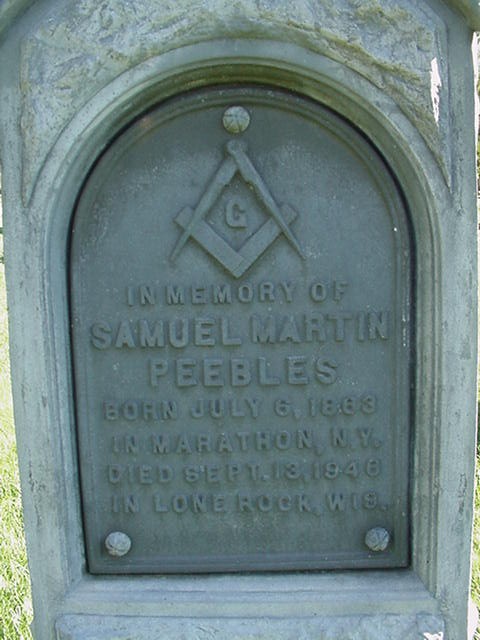 G
IN MEMORY OF
SAMUEL MARTIN
PEEBLES
BORN JULY 6, 1863
IN MARATHON, N.Y.
DIED SEPT. 13, 1946
IN LONE ROCK, WIS.